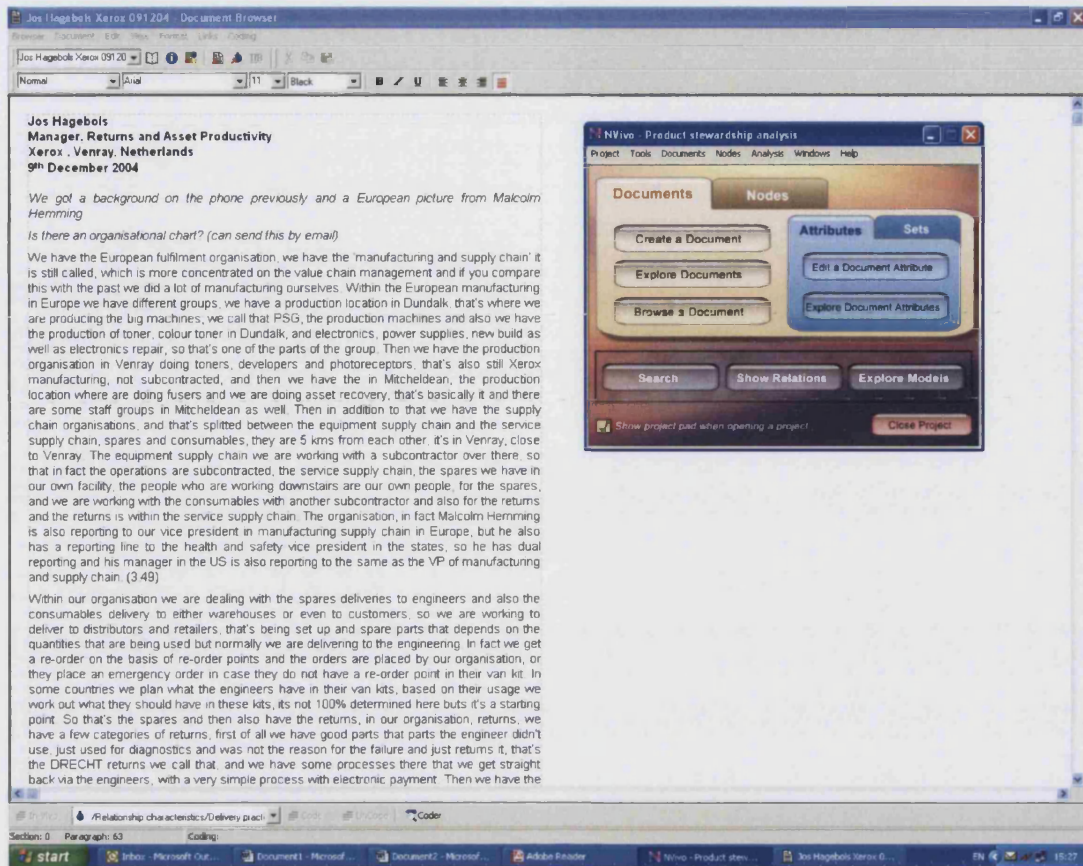 Jos Hagebols Xerox 091204 - Document Browser
Browser Document Edit View Format Links Coding
Jos Hagebols Xerox 09120
Normal Arial 11 Black B I U
Jos Hagebols
Manager, Returns and Asset Productivity
Xerox , Venray, Netherlands
9th December 2004
We got a background on the phone previously and a European picture from Malcolm
Hemming
Is there an organisational chart? (can send this by email)
We have the European fulfilment organisation, we have the 'manufacturing and supply chain' it
is still called, which is more concentrated on the value chain management and if you compare
this with the past we did a lot of manufacturing ourselves. Within the European manufacturing
in Europe we have different groups, we have a production location in Dundalk, that's where we
are producing the big machines, we call that PSG, the production machines and also we have
the production of toner, colour toner in Dundalk, and electronics, power supplies, new build as
well as electronics repair, so that's one of the parts of the group. Then we have the production
organisation in Venray doing toners, developers and photoreceptors, that's also still Xerox
manufacturing, not subcontracted, and then we have the in Mitcheldean, the production
location where are doing fusers and we are doing asset recovery, that's basically it and there
are some staff groups in Mitcheldean as well. Then in addition to that we have the supply
chain organisations, and that's splitted between the equipment supply chain and the service
supply chain, spares and consumables, they are 5 kms from each other, it's in Venray, close
to Venray. The equipment supply chain we are working with a subcontractor over there, so
that in fact the operations are subcontracted, the service supply chain, the spares we have in
our own facility, the people who are working downstairs are our own people, for the spares,
and we are working with the consumables with another subcontractor and also for the returns
and the returns is within the service supply chain. The organisation, in fact Malcolm Hemming
is also reporting to our vice president in manufacturing supply chain in Europe, but he also
has a reporting line to the health and safety vice president in the states, so he has dual
reporting and his manager in the US is also reporting to the same as the VP of manufacturing
and supply chain. (3.49)
Within our organisation we are dealing with the spares deliveries to engineers and also the
consumables delivery to either warehouses or even to customers, so we are working to
deliver to distributors and retailers, that's being set up and spare parts that depends on the
quantities that are being used but normally we are delivering to the engineering. In fact we get
a re-order on the basis of re-order points and the orders are placed by our organisation, or
they place an emergency order in case they do not have a re-order point in their van kit. In
some countries we plan what the engineers have in their van kits, based on their usage we
work out what they should have in these kits, its not 100% determined here buts it's a starting
point. So that's the spares and then also have the returns, in our organisation, returns, we
have a few categories of returns, first of all we have good parts that parts the engineer didn't
use, just used for diagnostics and was not the reason for the failure and just returns it, that's
the DRECHT returns we call that, and we have some processes there that we get straight
back via the engineers, with a very simple process with electronic payment. Then we have the
NVivo - Product stewardship analysis
Project Tools Documents Nodes Analysis Windows Help
Documents Nodes
Create a Document
Explore Documents
Browse a Document
Attributes Sets
Edit a Document Attribute
Explore Document Attributes
Search Show Relations Explore Models
Show project pad when opening a project
Close Project
/Relationship characteristics/Delivery practi Coder
Section: 0 Paragraph: 63 Coding:
start Inbox - Microsoft Out... Document1 - Microsof... Document2 - Microsof... Adobe Reader NVivo - Product stew... Jos Hagebols Xerox 0... EN 15:22